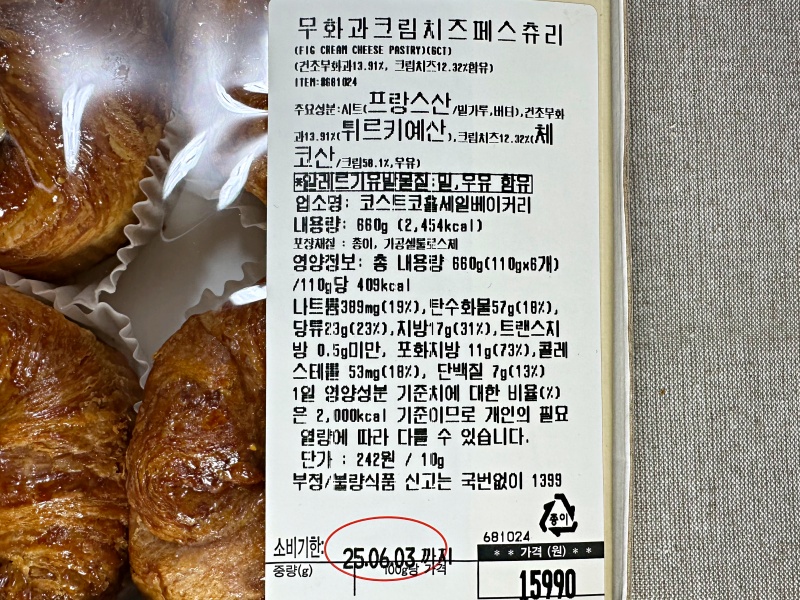 무화과크림치즈페스츄리
(FIG CREAM CHEESE PASTRY)(6CT)
(건조무화과13.91%, 크림치즈12.32%함유)
ITEM:#681024
주요성분:시트(프랑스산/밀가루,버터),건조무화
과13.91%(튀르키예산),크림치즈12.32%(체
코산/크림50.1%,우유)
*알레르기유발물질:밀,우유 함유
업소명: 코스트코홀세일베이커리
내용량: 660g (2,454kcal)
포장재질 : 종이, 가공셀룰로스제
영양정보: 총 내용량 660g(110gx6개)
/110g당 409kcal
나트륨389mg(19%),탄수화물57g(18%),
당류23g(23%),지방17g(31%),트랜스지
방 0.5g미만, 포화지방 11g(73%),콜레
스테롤 53mg(18%), 단백질 7g(13%)
1일 영양성분 기준치에 대한 비율(%)
은 2,000kcal 기준이므로 개인의 필요
열량에 따라 다를 수 있습니다.
단가 : 242원 / 10g
부정/불량식품 신고는 국번없이 1399
종이
681024
소비기한: 25.06.03 까지
* * 가격 (원) * *
중량(g) 100g당 가격
15990